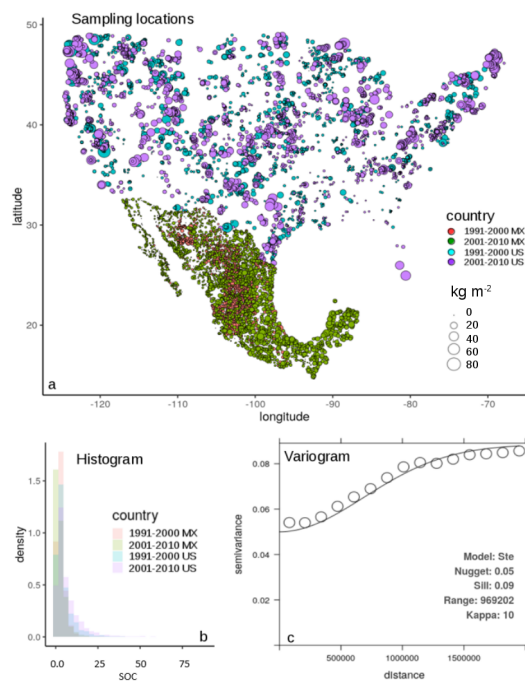 Sampling locations
50
40
30
20
latitude
-120
-110
-100
-90
-80
-70
longitude
country
1991-2000 MX
2001-2010 MX
1991-2000 US
2001-2010 US
kg m-2
0
20
40
60
80
a
Histogram
1.5
1.0
0.5
0.0
density
country
1991-2000 MX
2001-2010 MX
1991-2000 US
2001-2010 US
b
0.0
25
50
75
SOC
Variogram
0.08
0.06
0.04
0.02
semivariance
Model: Ste
Nugget: 0.05
Sill: 0.09
Range: 969202
Kappa: 10
c
500000
1000000
1500000
distance